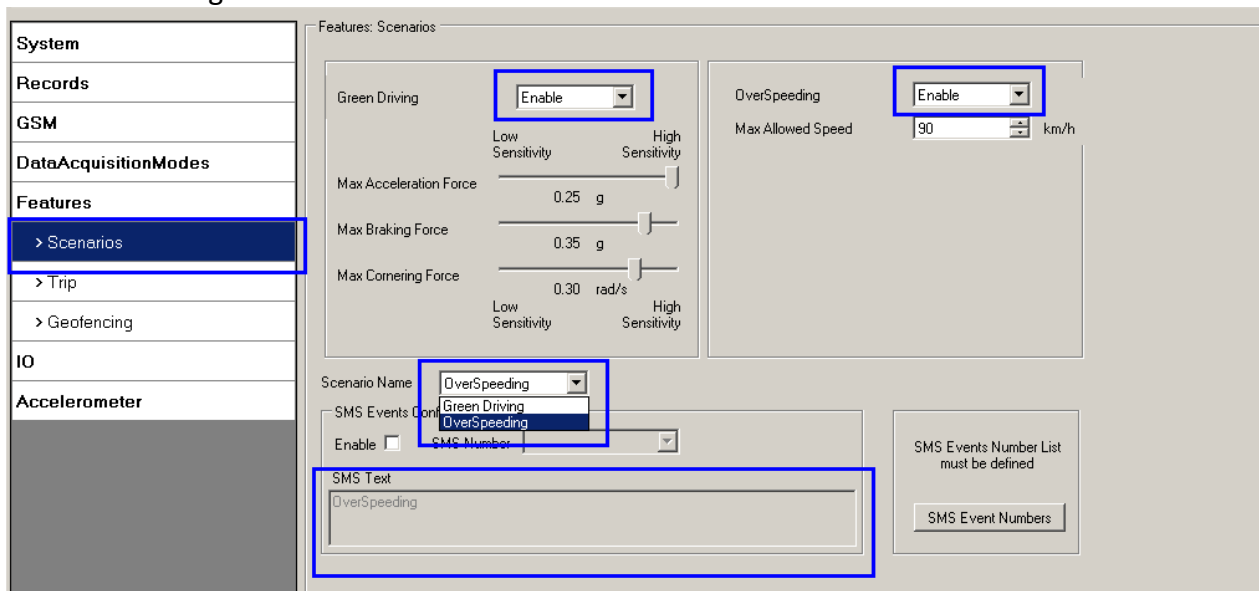 System
Records
GSM
DataAcquisitionModes
Features
> Scenarios
> Trip
> Geofencing
IO
Accelerometer
Features: Scenarios
Green Driving Enable
Low Sensitivity High Sensitivity
Max Acceleration Force
0.25 g
Max Braking Force
0.35 g
Max Cornering Force
0.30 rad/s
Low Sensitivity High Sensitivity
OverSpeeding Enable
Max Allowed Speed 90 km/h
Scenario Name OverSpeeding
Green Driving
OverSpeeding
SMS Events
Enable SMS Number
SMS Text
OverSpeeding
SMS Events Number List
must be defined
SMS Event Numbers